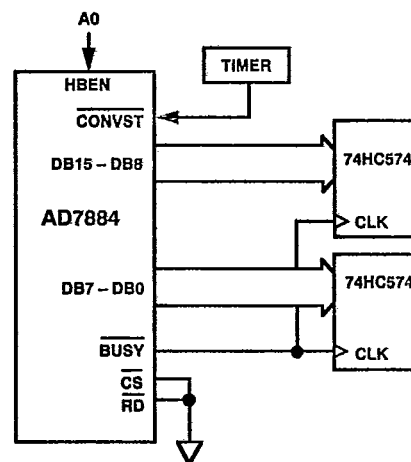 A0
TIMER
HBEN
CONVST
DB15 – DB8
74HC574
AD7884
CLK
DB7 – DB0
74HC574
BUSY
CLK
CS
RD